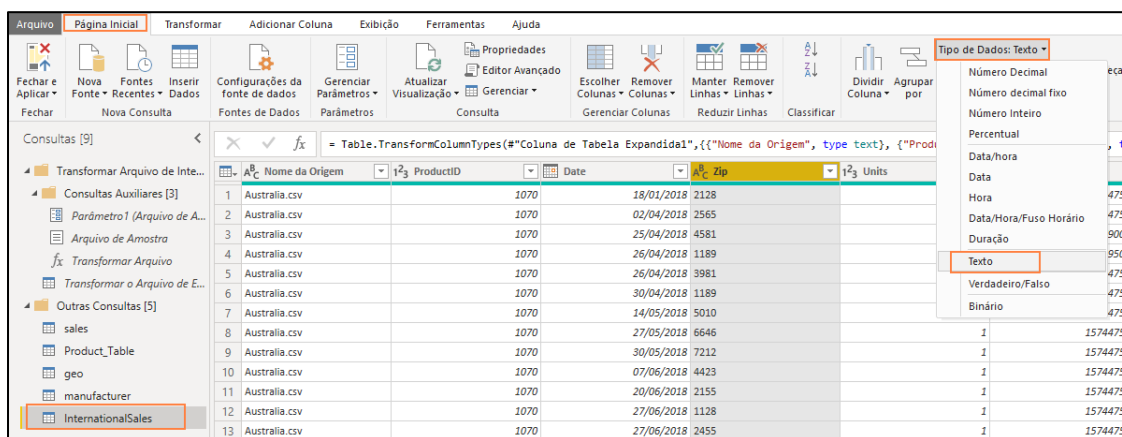 Arquivo Página Inicial Transformar Adicionar Coluna Exibição Ferramentas Ajuda
Fechar e Aplicar
Nova Fonte
Fontes Recentes
Inserir Dados
Configurações da fonte de dados
Gerenciar Parâmetros
Atualizar Visualização
Propriedades
Editor Avançado
Gerenciar
Escolher Colunas
Remover Colunas
Manter Linhas
Remover Linhas
Dividir Coluna
Agrupar por
Tipo de Dados: Texto
Fechar Nova Consulta Fontes de Dados Parâmetros Consulta Gerenciar Colunas Reduzir Linhas Classificar
Número Decimal
Número decimal fixo
Número Inteiro
Percentual
Data/hora
Data
Hora
Data/Hora/Fuso Horário
Duração
Texto
Verdadeiro/Falso
Binário
Consultas [9]
Transformar Arquivo de Inte...
Consultas Auxiliares [3]
Parâmetro1 (Arquivo de A...
Arquivo de Amostra
fx Transformar Arquivo
Transformar o Arquivo de E...
Outras Consultas [5]
sales
Product_Table
geo
manufacturer
InternationalSales
fx = Table.TransformColumnTypes(#"Coluna de Tabela Expandida1",{{"Nome da Origem", type text}, {"Produ
ABC Nome da Origem 123 ProductID Date ABC Zip 123 Units
1 Australia.csv 1070 18/01/2018 2128
2 Australia.csv 1070 02/04/2018 2565
3 Australia.csv 1070 25/04/2018 4581
4 Australia.csv 1070 26/04/2018 1189
5 Australia.csv 1070 26/04/2018 3981
6 Australia.csv 1070 30/04/2018 1189
7 Australia.csv 1070 14/05/2018 5010
8 Australia.csv 1070 27/05/2018 6646 1 157447
9 Australia.csv 1070 30/05/2018 7212 1 157447
10 Australia.csv 1070 07/06/2018 4423 1 157447
11 Australia.csv 1070 20/06/2018 2155 1 157447
12 Australia.csv 1070 27/06/2018 1128 1 157447
13 Australia.csv 1070 27/06/2018 2455 1 157447